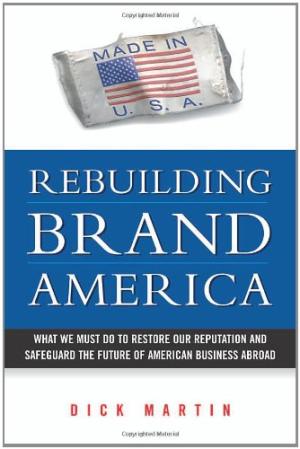 MADE IN
U. S. A.
REBUILDING
BRAND
AMERICA
WHAT WE MUST DO TO RESTORE OUR REPUTATION AND
SAFEGUARD THE FUTURE OF AMERICAN BUSINESS ABROAD
DICK MARTIN